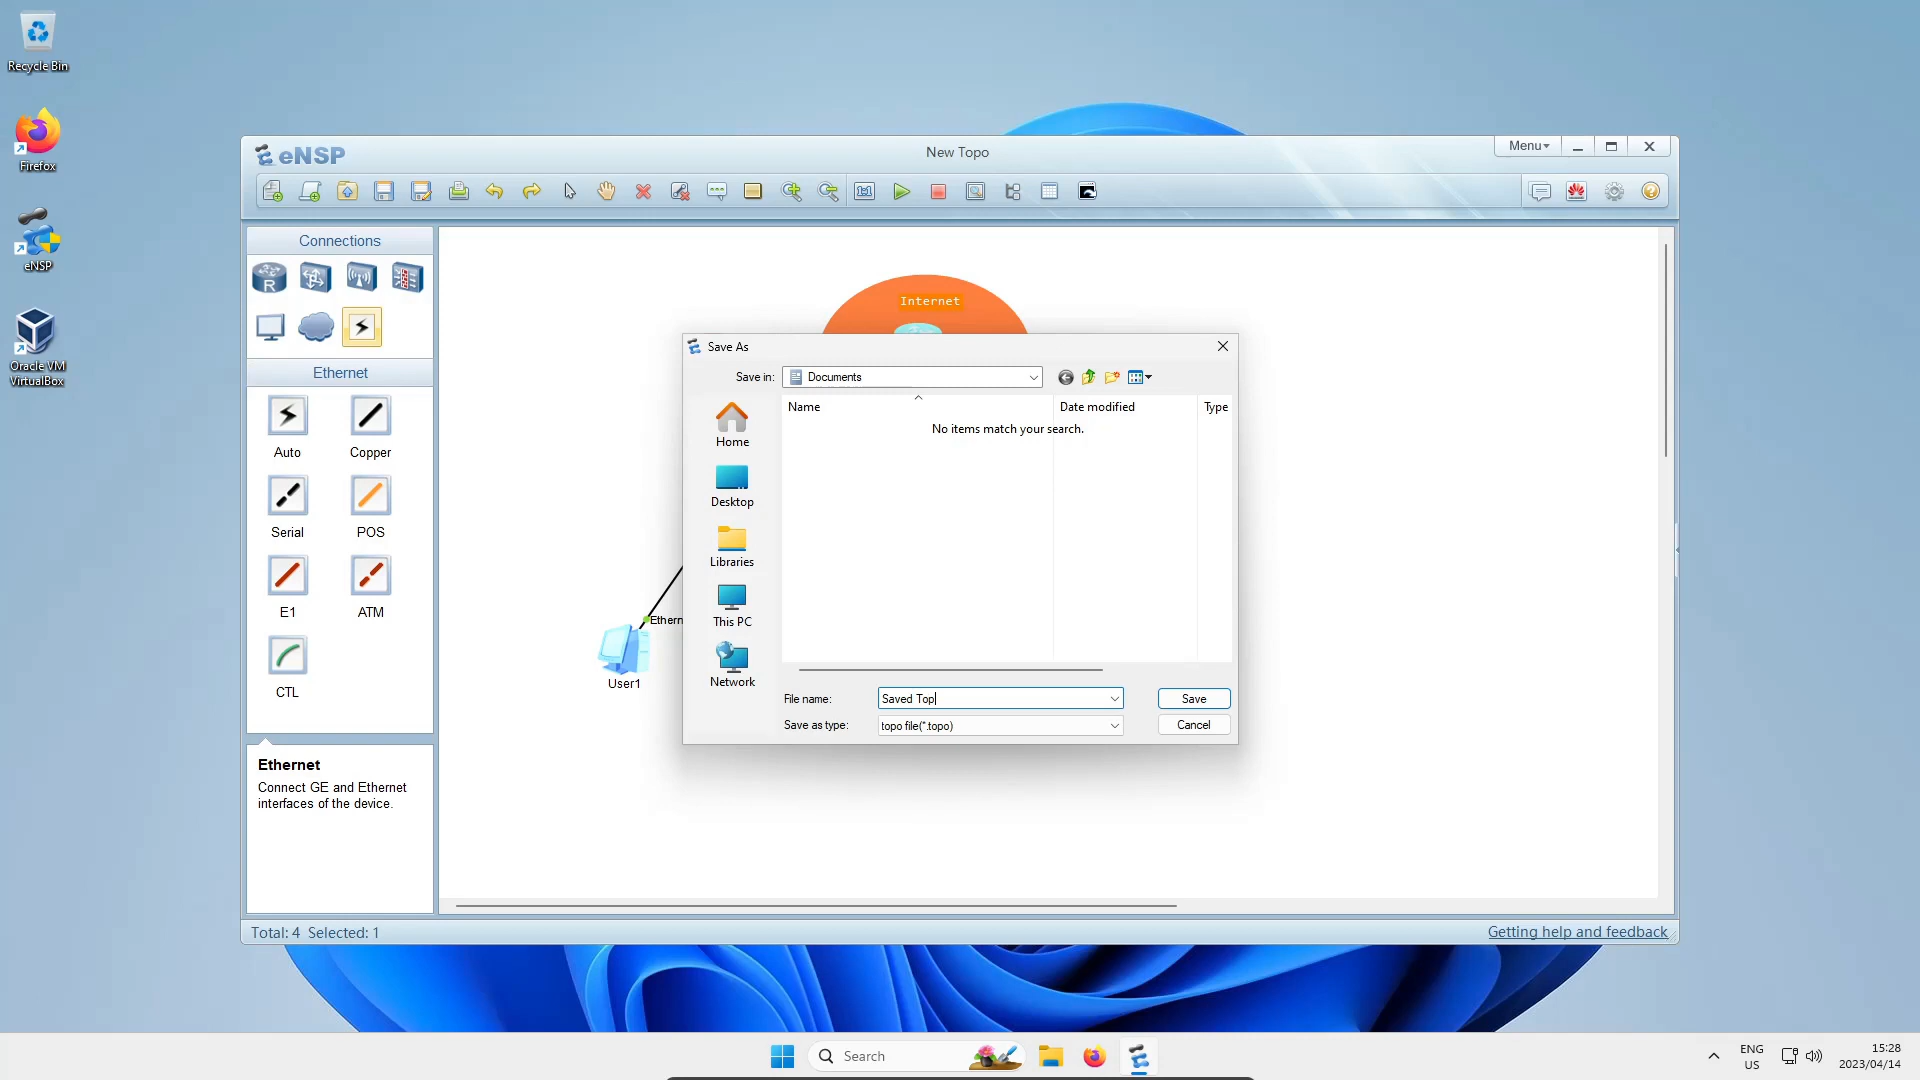 Recycle Bin
Firefox
eNSP
Oracle VM
VirtualBox
eNSP
New Topo
Menu
Connections
Ethernet
Auto
Copper
Serial
POS
E1
ATM
CTL
Ethernet
Connect GE and Ethernet
interfaces of the device.
Internet
Ethern
User1
Save As
Save in:
Documents
Name
Date modified
Type
No items match your search.
Home
Desktop
Libraries
This PC
Network
File name:
Saved Top
Save
Save as type:
topo file(*.topo)
Cancel
Total: 4 Selected: 1
Getting help and feedback
Search
ENG
US
15:28
2023/04/14